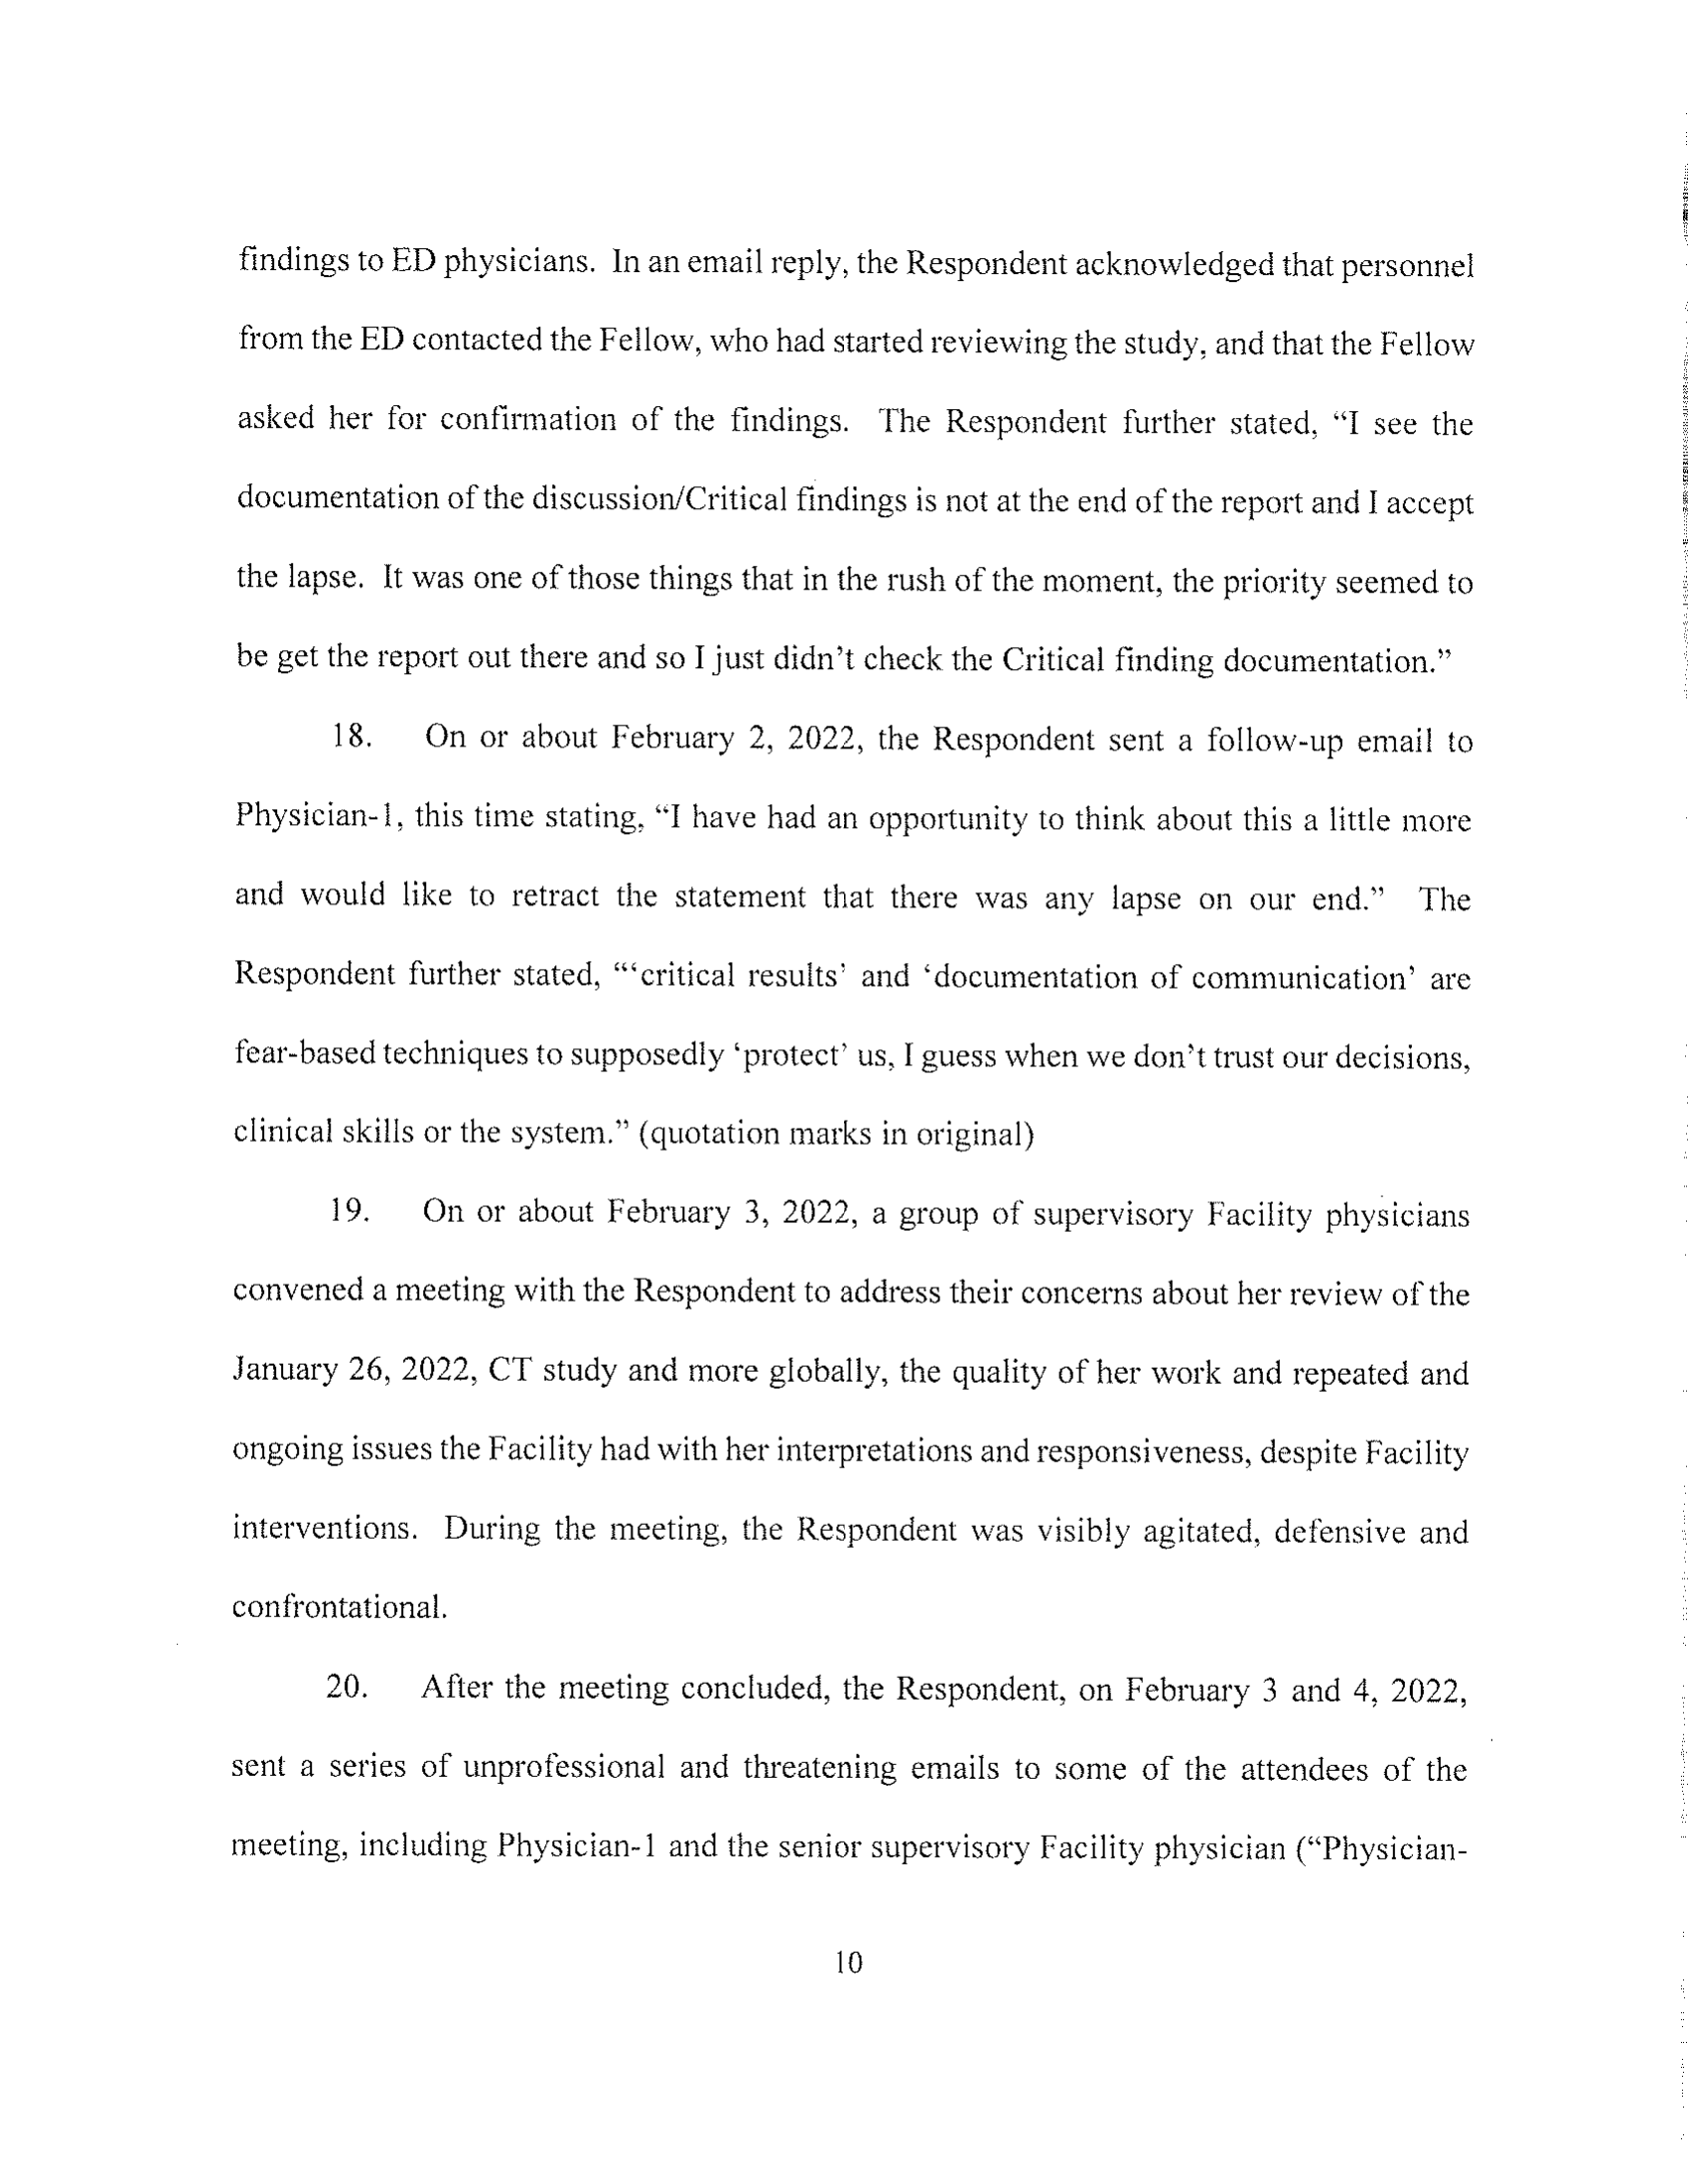 findings to ED physicians. In an email reply, the Respondent acknowledged that personnel
from the ED contacted the Fellow, who had started reviewing the study, and that the Fellow
asked her for confirmation of the findings. The Respondent further stated, “I see the
documentation of the discussion/Critical findings is not at the end of the report and I accept
the lapse. It was one of those things that in the rush of the moment, the priority seemed to
be get the report out there and so I just didn’t check the Critical finding documentation.”
18. On or about February 2, 2022, the Respondent sent a follow-up email to
Physician-1, this time stating, “I have had an opportunity to think about this a little more
and would like to retract the statement that there was any lapse on our end.” The
Respondent further stated, “‘critical results’ and ‘documentation of communication’ are
fear-based techniques to supposedly ‘protect’ us, I guess when we don’t trust our decisions,
clinical skills or the system.” (quotation marks in original)
19. On or about February 3, 2022, a group of supervisory Facility physicians
convened a meeting with the Respondent to address their concerns about her review of the
January 26, 2022, CT study and more globally, the quality of her work and repeated and
ongoing issues the Facility had with her interpretations and responsiveness, despite Facility
interventions. During the meeting, the Respondent was visibly agitated, defensive and
confrontational.
20. After the meeting concluded, the Respondent, on February 3 and 4, 2022,
sent a series of unprofessional and threatening emails to some of the attendees of the
meeting, including Physician-1 and the senior supervisory Facility physician (“Physician-
10